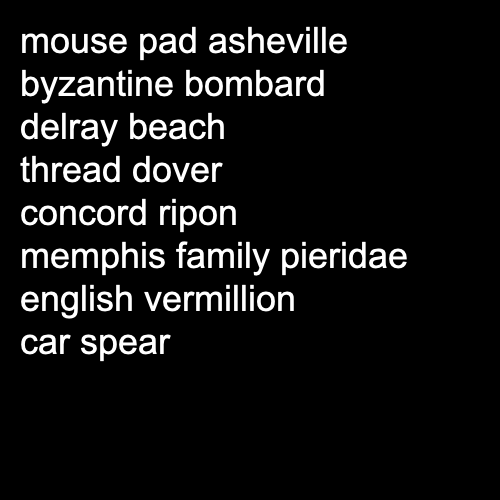 mouse pad asheville
byzantine bombard
delray beach
thread dover
concord ripon
memphis family pieridae
english vermillion
car spear